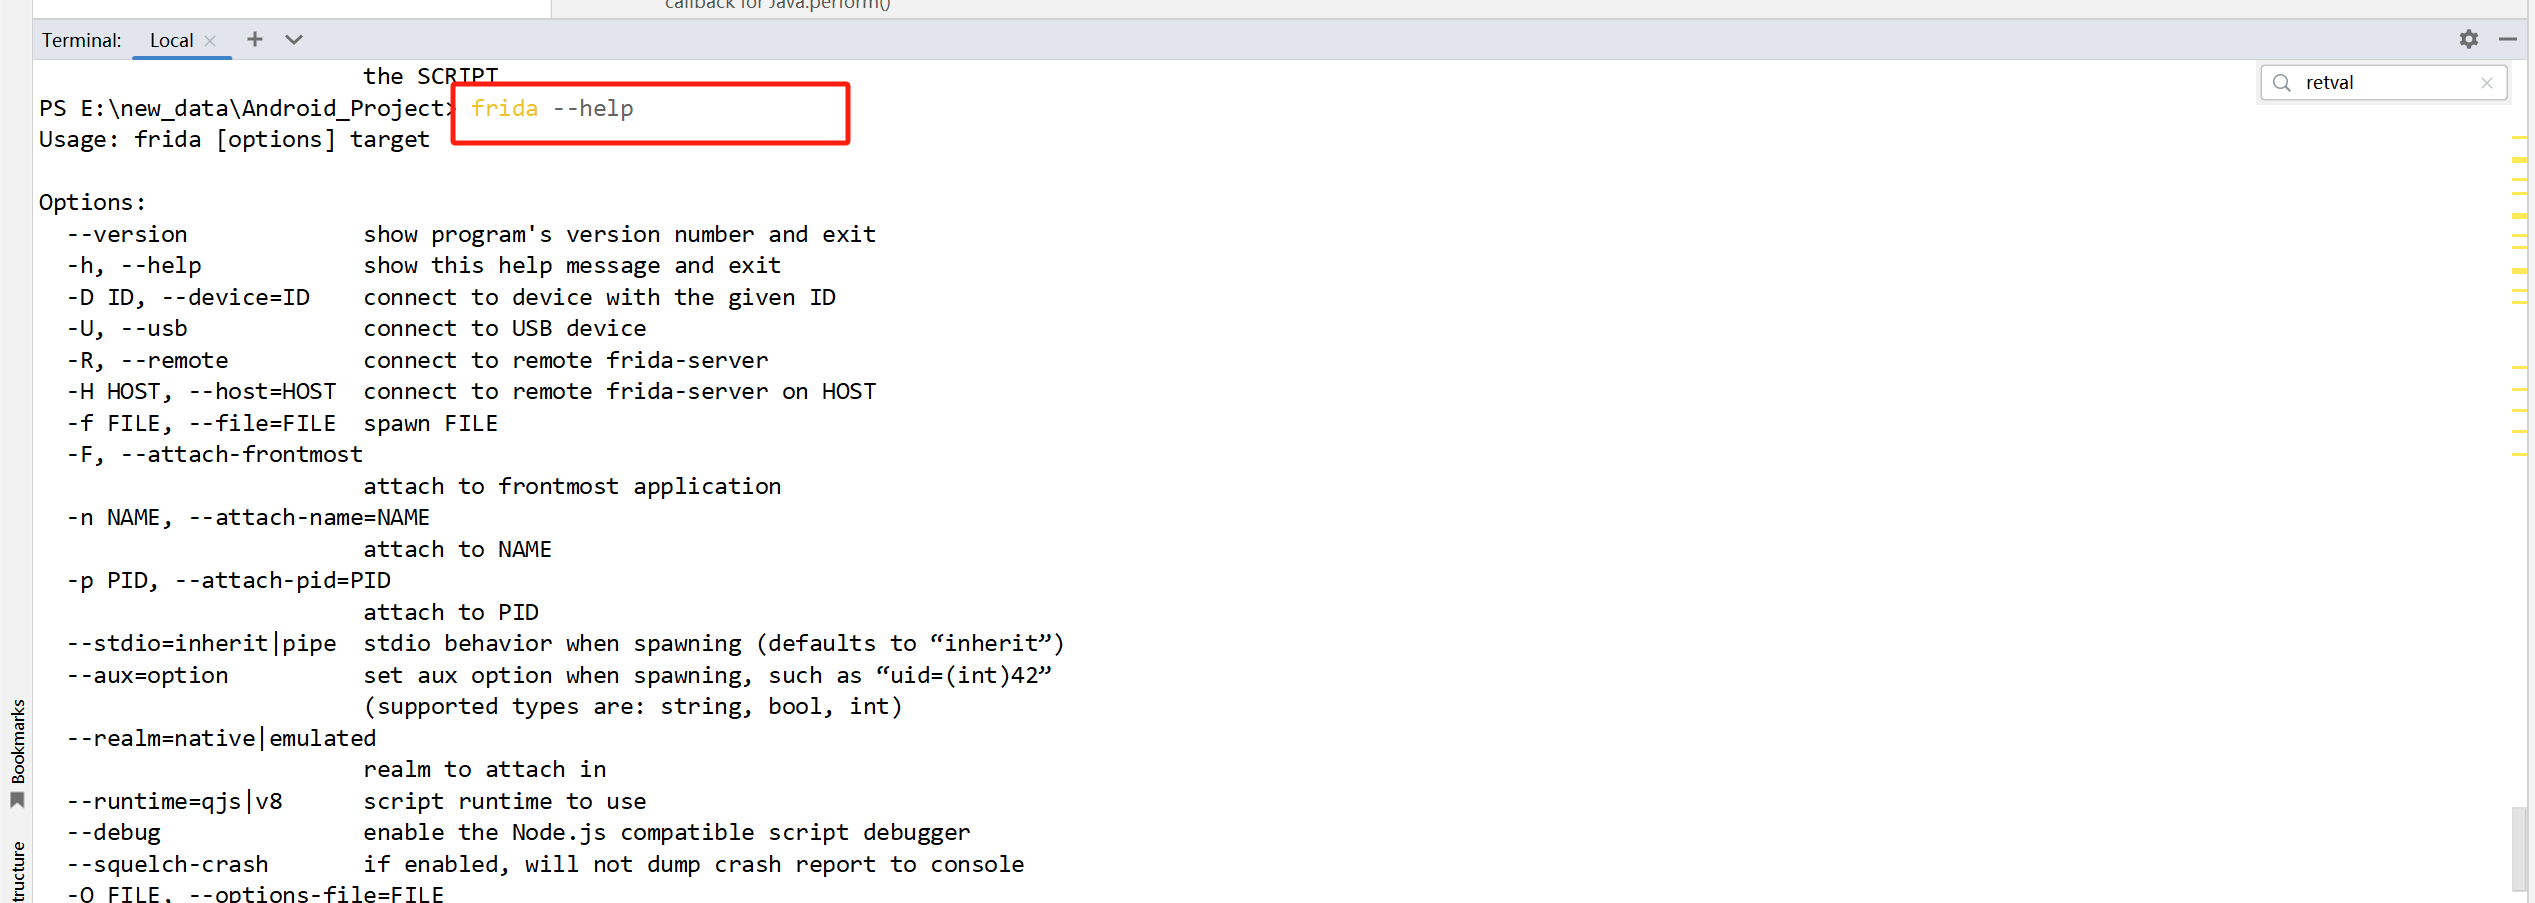 callback for Java.perform()
Terminal: Local
retval
the SCRIPT
PS E:\new_data\Android_Project> frida --help
Usage: frida [options] target
Options:
--version show program's version number and exit
-h, --help show this help message and exit
-D ID, --device=ID connect to device with the given ID
-U, --usb connect to USB device
-R, --remote connect to remote frida-server
-H HOST, --host=HOST connect to remote frida-server on HOST
-f FILE, --file=FILE spawn FILE
-F, --attach-frontmost
attach to frontmost application
-n NAME, --attach-name=NAME
attach to NAME
-p PID, --attach-pid=PID
attach to PID
--stdio=inherit|pipe stdio behavior when spawning (defaults to “inherit”)
--aux=option set aux option when spawning, such as “uid=(int)42”
(supported types are: string, bool, int)
--realm=native|emulated
realm to attach in
--runtime=qjs|v8 script runtime to use
--debug enable the Node.js compatible script debugger
--squelch-crash if enabled, will not dump crash report to console
-O FILE, --options-file=FILE
Bookmarks
tructure